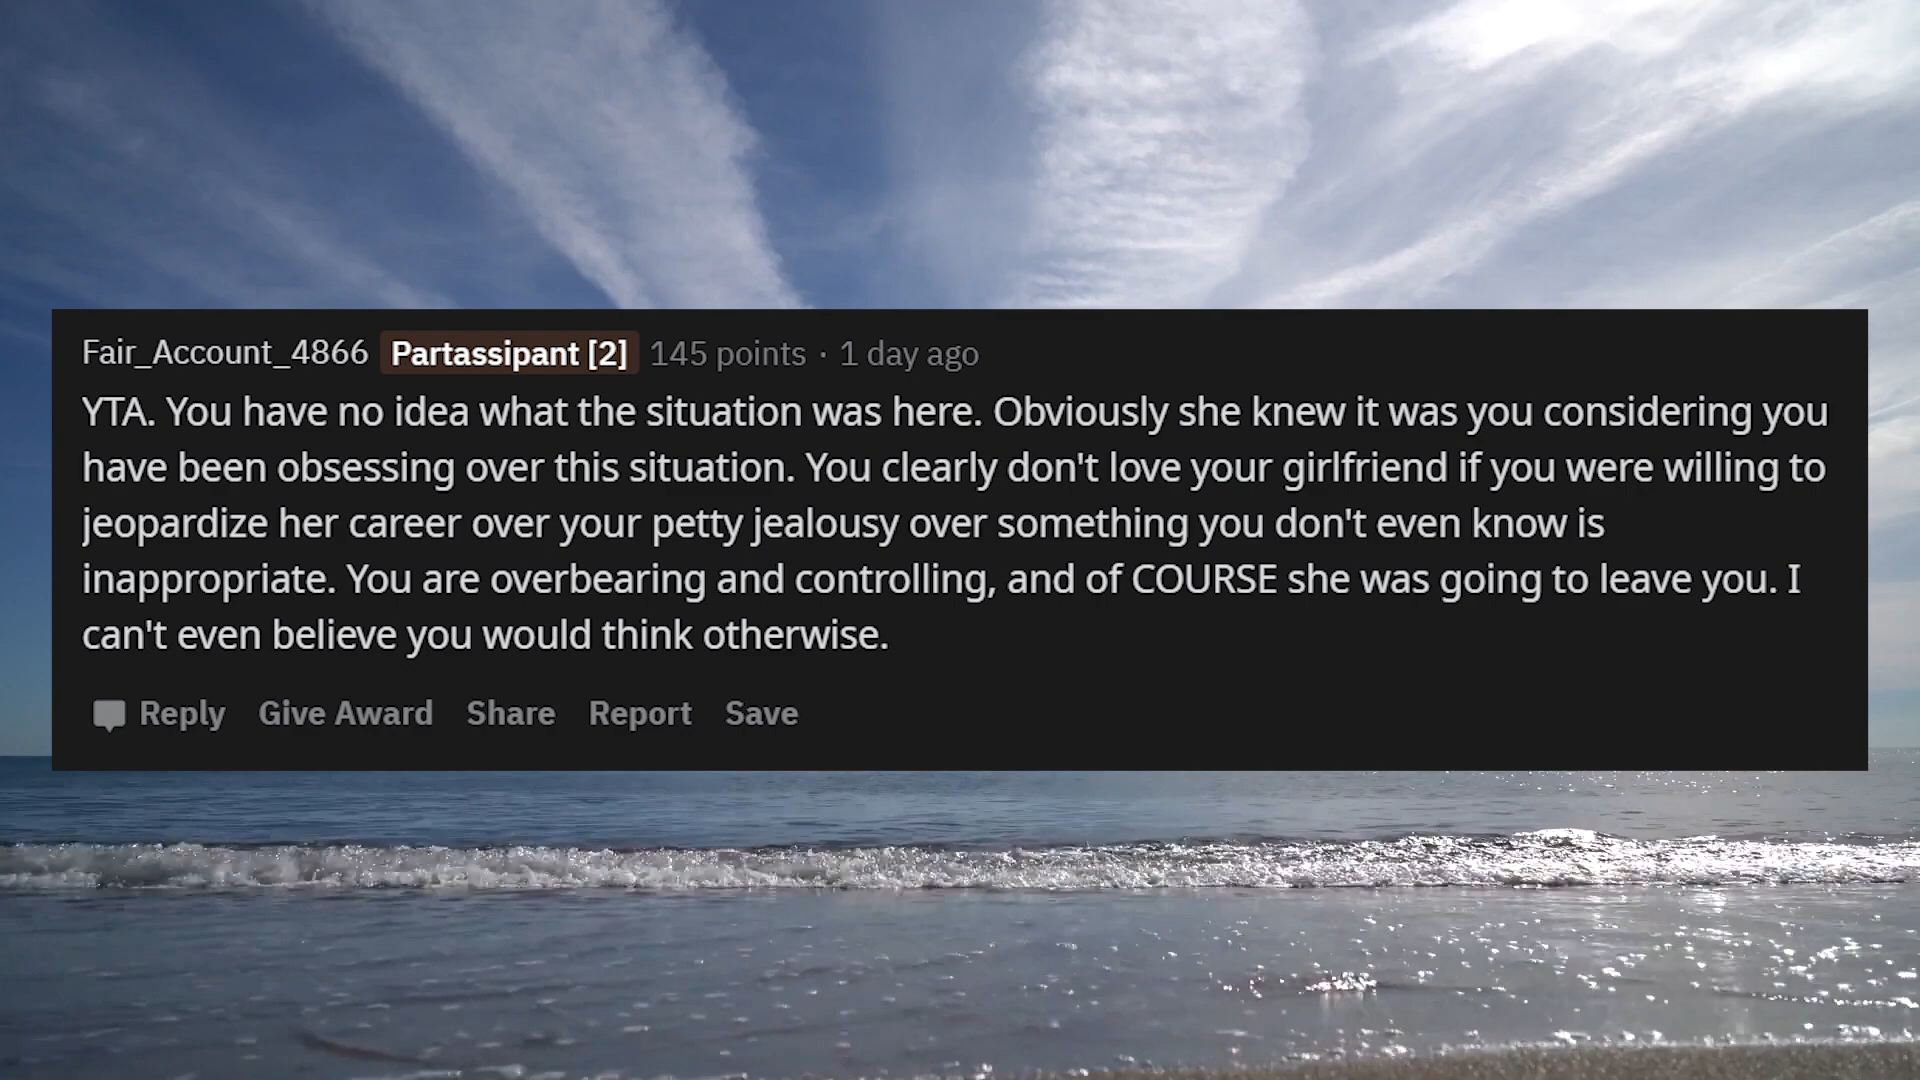 Fair_Account_4866 Partassipant [2] 145 points · 1 day ago
YTA. You have no idea what the situation was here. Obviously she knew it was you considering you
have been obsessing over this situation. You clearly don't love your girlfriend if you were willing to
jeopardize her career over your petty jealousy over something you don't even know is
inappropriate. You are overbearing and controlling, and of COURSE she was going to leave you. I
can't even believe you would think otherwise.
Reply Give Award Share Report Save